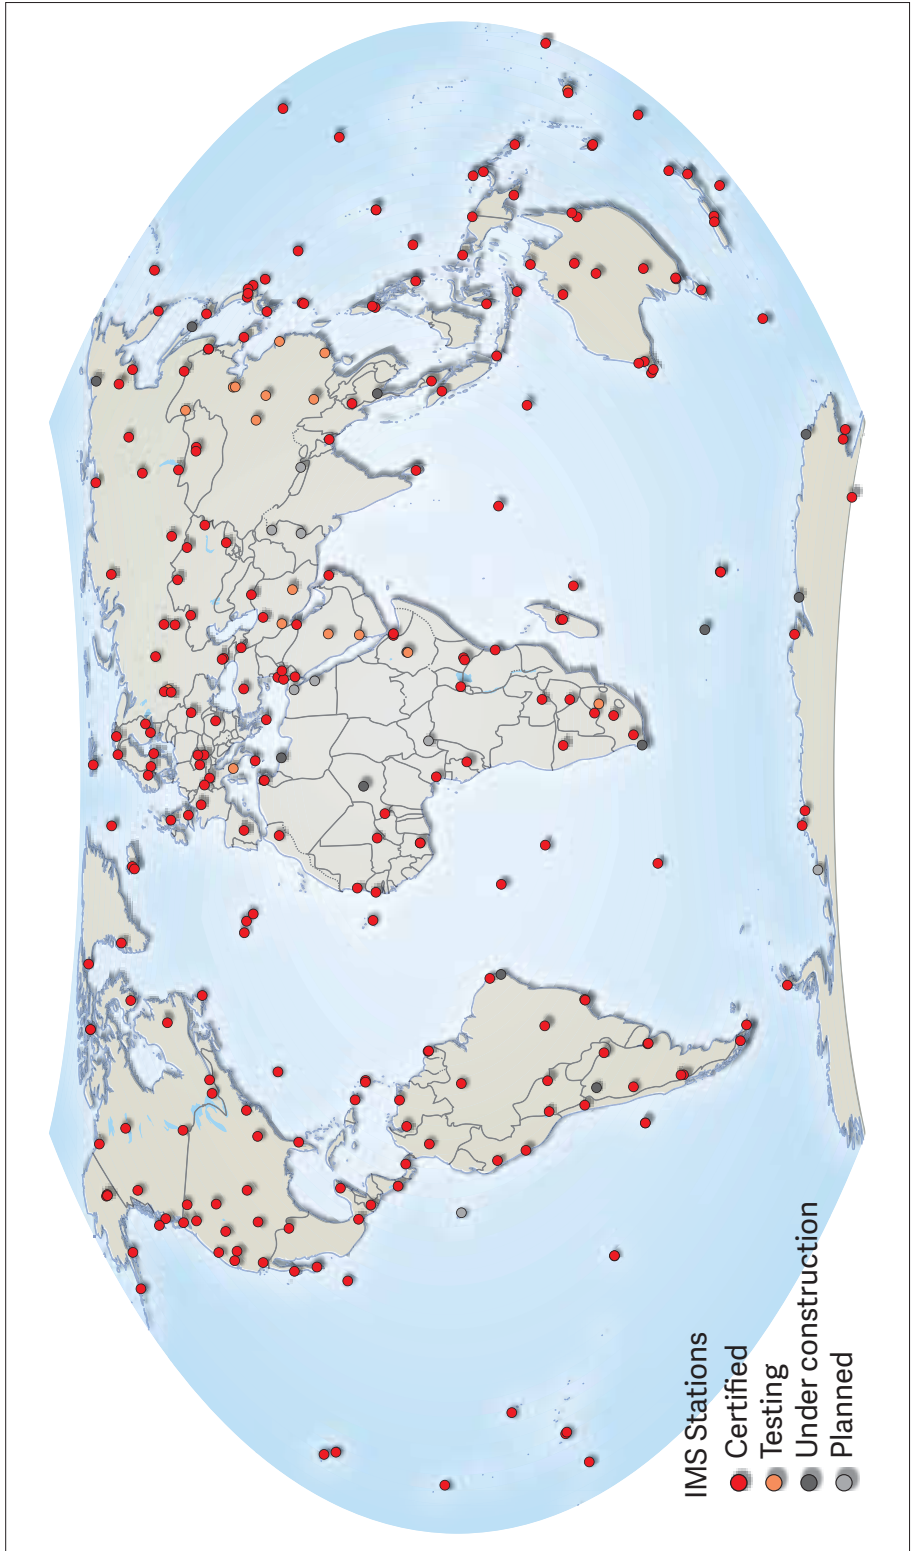 IMS Stations
Certified
Testing
Under construction
Planned